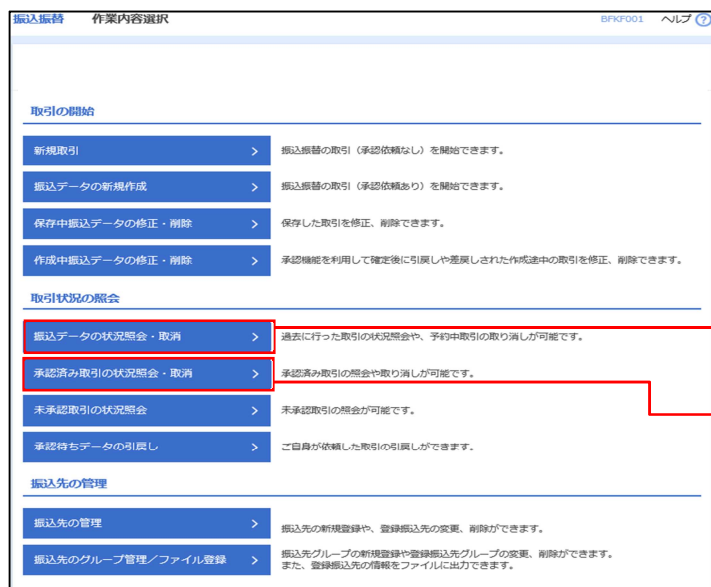 振込振替 作業内容選択 BFKF001 ヘルプ ?
取引の開始
新規取引 > 振込振替の取引（承認依頼なし）を開始できます。
振込データの新規作成 > 振込振替の取引（承認依頼あり）を開始できます。
保存中振込データの修正・削除 > 保存した取引を修正、削除できます。
作成中振込データの修正・削除 > 承認機能を利用して確定後に引戻しや差戻しされた作成途中の取引を修正、削除できます。
取引状況の照会
振込データの状況照会・取消 > 過去に行った取引の状況照会や、予約中取引の取り消しが可能です。
承認済み取引の状況照会・取消 > 承認済み取引の照会や取り消しが可能です。
未承認取引の状況照会 > 未承認取引の照会が可能です。
承認待ちデータの引戻し > ご自身が依頼した取引の引戻しができます。
振込先の管理
振込先の管理 > 振込先の新規登録や、登録振込先の変更、削除ができます。
振込先のグループ管理／ファイル登録 > 振込先グループの新規登録や登録振込先グループの変更、削除ができます。
また、登録振込先の情報をファイルに出力できます。